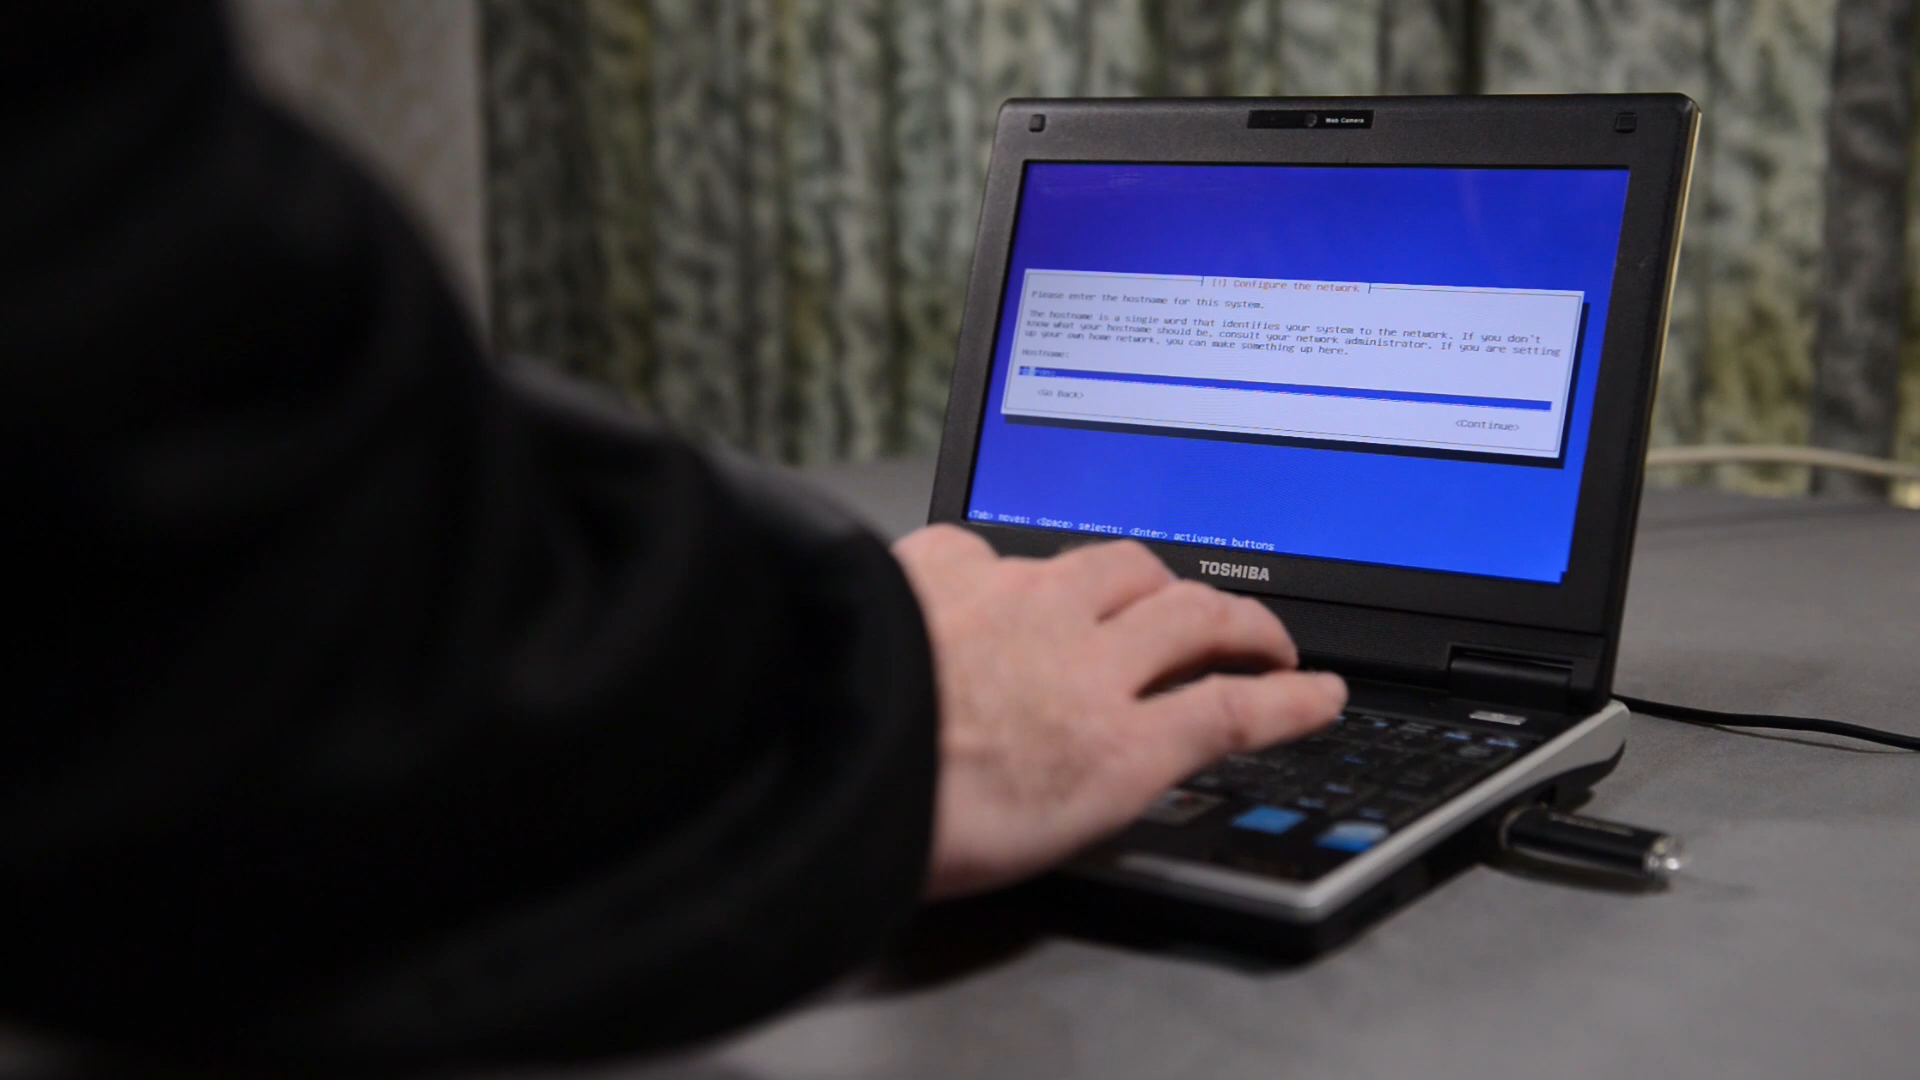 Web Camera
[!] Configure the network
Please enter the hostname for this system.
The hostname is a single word that identifies your system to the network. If you don't
know what your hostname should be, consult your network administrator. If you are setting
up your own home network, you can make something up here.
Hostname:
<Go Back>
<Continue>
<Tab> moves; <Space> selects; <Enter> activates buttons
TOSHIBA